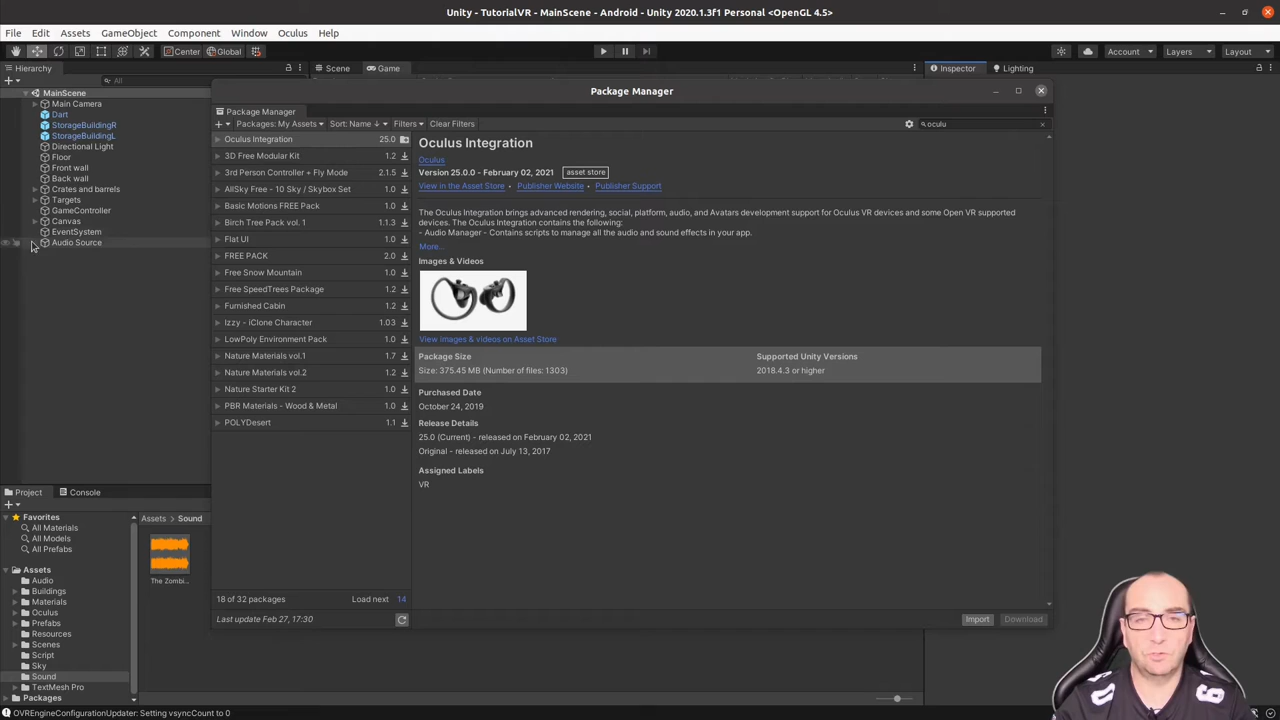 Unity - TutorialVR - MainScene - Android - Unity 2020.1.3f1 Personal <OpenGL 4.5>
File Edit Assets GameObject Component Window Oculus Help
Center Global Account Layers Layout
Hierarchy Scene Game Inspector Lighting
All
MainScene
Main Camera
Dart
StorageBuildingR
StorageBuildingL
Directional Light
Floor
Front wall
Back wall
Crates and barrels
Targets
GameController
Canvas
EventSystem
Audio Source
Package Manager
Package Manager
Packages: My Assets Sort: Name ↓ Filters Clear Filters oculu
Oculus Integration 25.0
3D Free Modular Kit 1.2
3rd Person Controller + Fly Mode 2.1.5
AllSky Free - 10 Sky / Skybox Set 1.2
Basic Motions FREE Pack 1.2
Birch Tree Pack vol. 1 1.1.3
Flat UI 1.0
FREE PACK 2.0
Free Snow Mountain 1.0
Free SpeedTrees Package 1.2
Furnished Cabin 1.2
Izzy - iClone Character 1.03
LowPoly Environment Pack 1.0
Nature Materials vol.1 1.7
Nature Materials vol.2 1.2
Nature Starter Kit 2 1.0
PBR Materials - Wood & Metal 1.0
POLYDesert 1.1
18 of 32 packages Load next 14
Last update Feb 27, 17:30
Oculus Integration
Oculus
Version 25.0.0 - February 02, 2021 asset store
View in the Asset Store • Publisher Website • Publisher Support
The Oculus Integration brings advanced rendering, social, platform, audio, and Avatars development support for Oculus VR devices and some Open VR supported
devices. The Oculus Integration contains the following:
- Audio Manager - Contains scripts to manage all the audio and sound effects in your app.
More...
Images & Videos
View images & videos on Asset Store
Package Size Supported Unity Versions
Size: 375.45 MB (Number of files: 1303) 2018.4.3 or higher
Purchased Date
October 24, 2019
Release Details
25.0 (Current) - released on February 02, 2021
Original - released on July 13, 2017
Assigned Labels
VR
Import Download
Project Console
Favorites
All Materials
All Models
All Prefabs
Assets
Audio
Buildings
Materials
Oculus
Prefabs
Resources
Scenes
Script
Sky
Sound
TextMesh Pro
Packages
Assets > Sound
The Zombi...
OVREngineConfigurationUpdater: Setting vsyncCount to 0